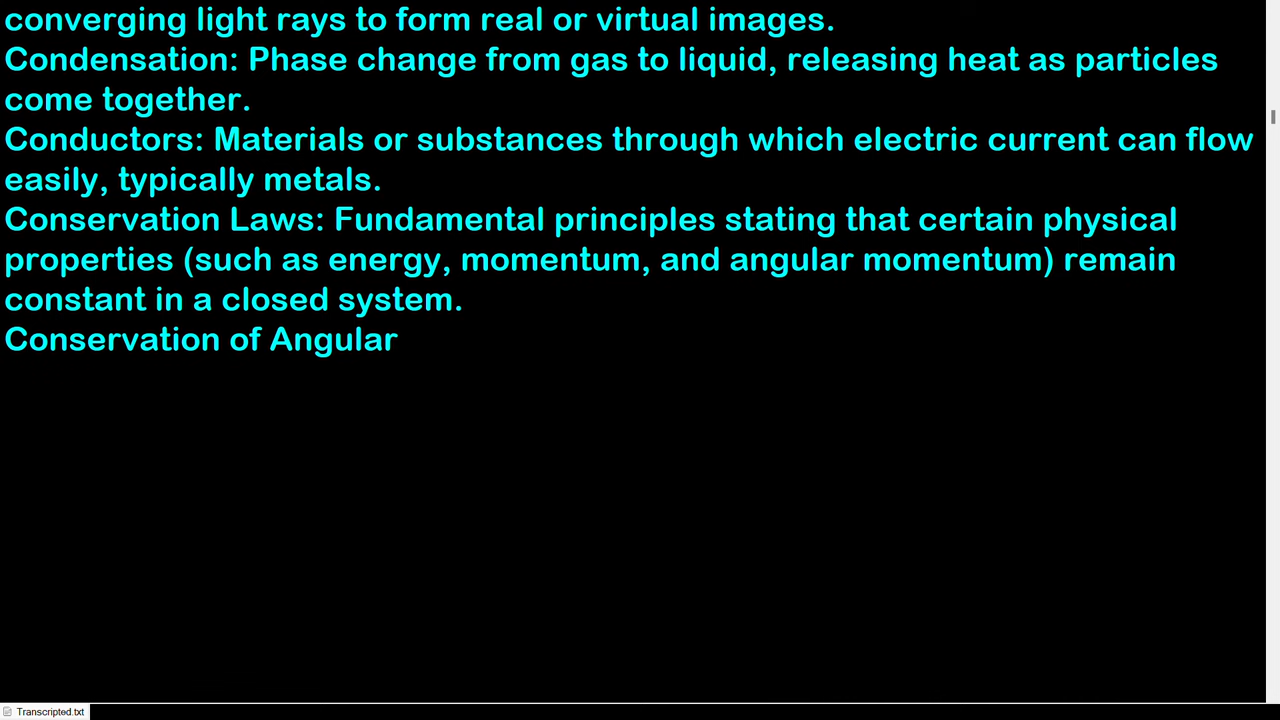 converging light rays to form real or virtual images.
Condensation: Phase change from gas to liquid, releasing heat as particles
come together.
Conductors: Materials or substances through which electric current can flow
easily, typically metals.
Conservation Laws: Fundamental principles stating that certain physical
properties (such as energy, momentum, and angular momentum) remain
constant in a closed system.
Conservation of Angular
Transcripted.txt